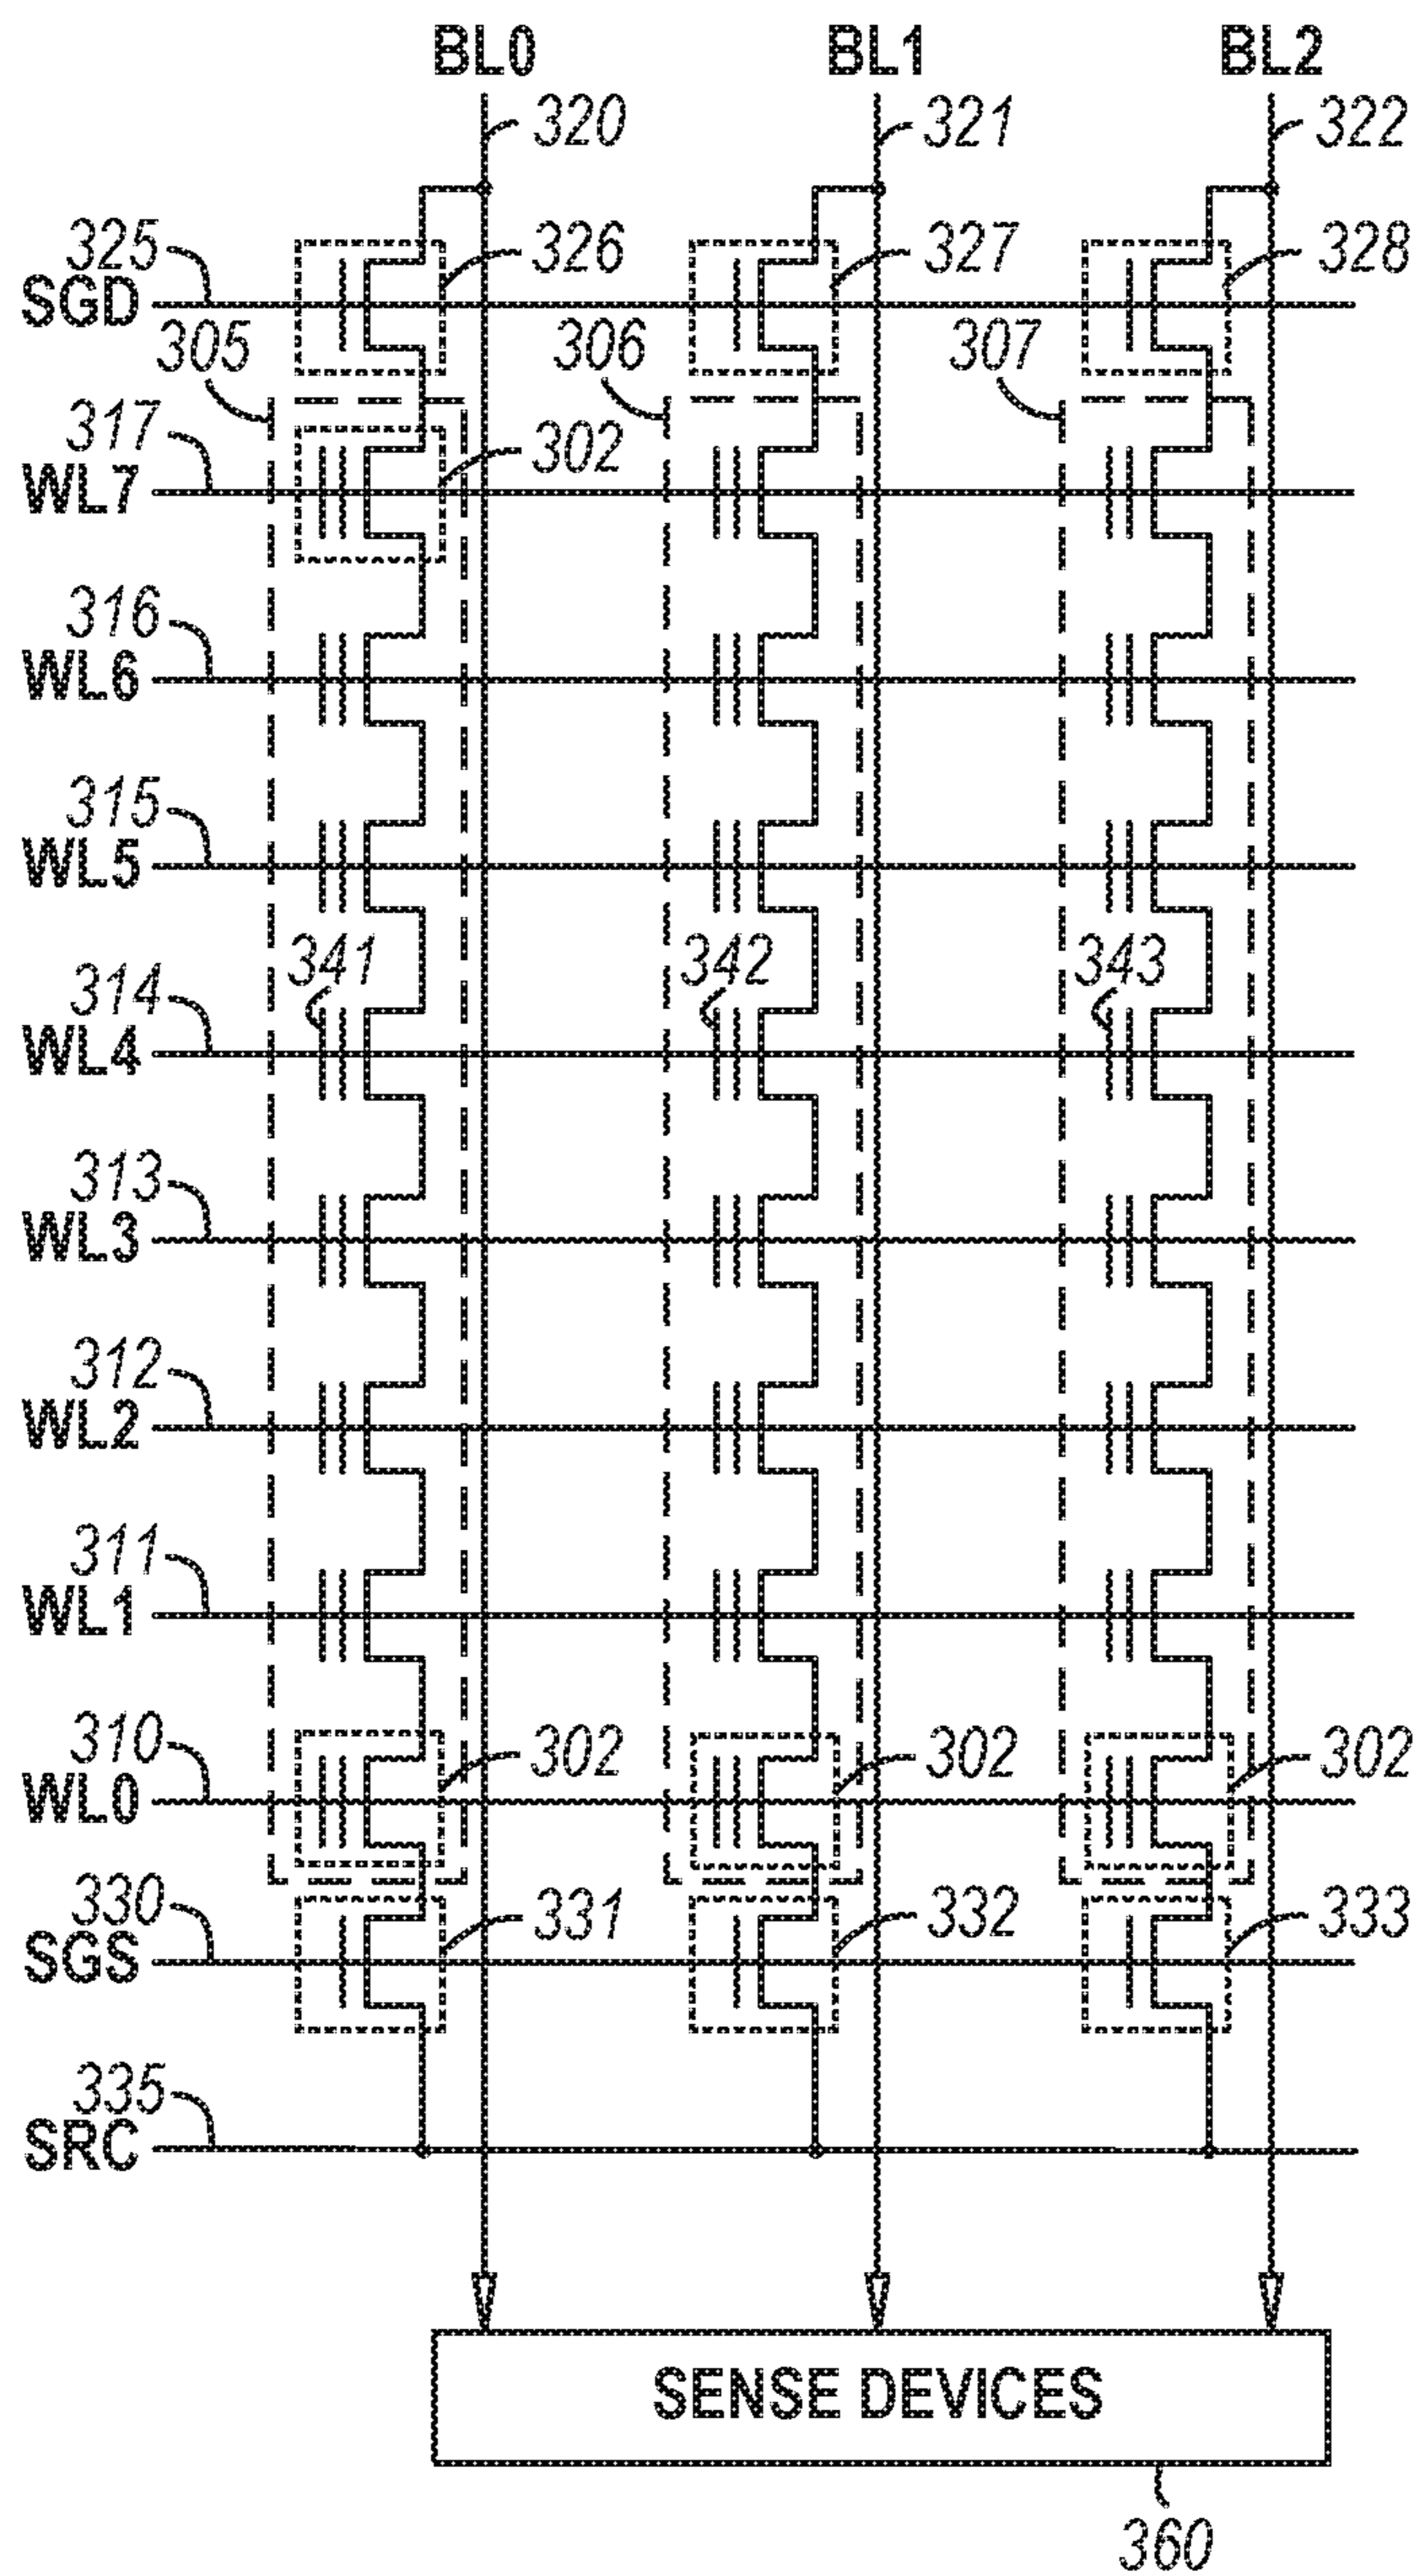 BL0 BL1 BL2
320 321 322
325 326 327 328
SGD
305 306 307
317 302
WL7
316
WL6
315
WL5
341 342 343
314
WL4
313
WL3
312
WL2
311
WL1
310 302 302 302
WL0
330 331 332 333
SGS
335
SRC
SENSE DEVICES
360